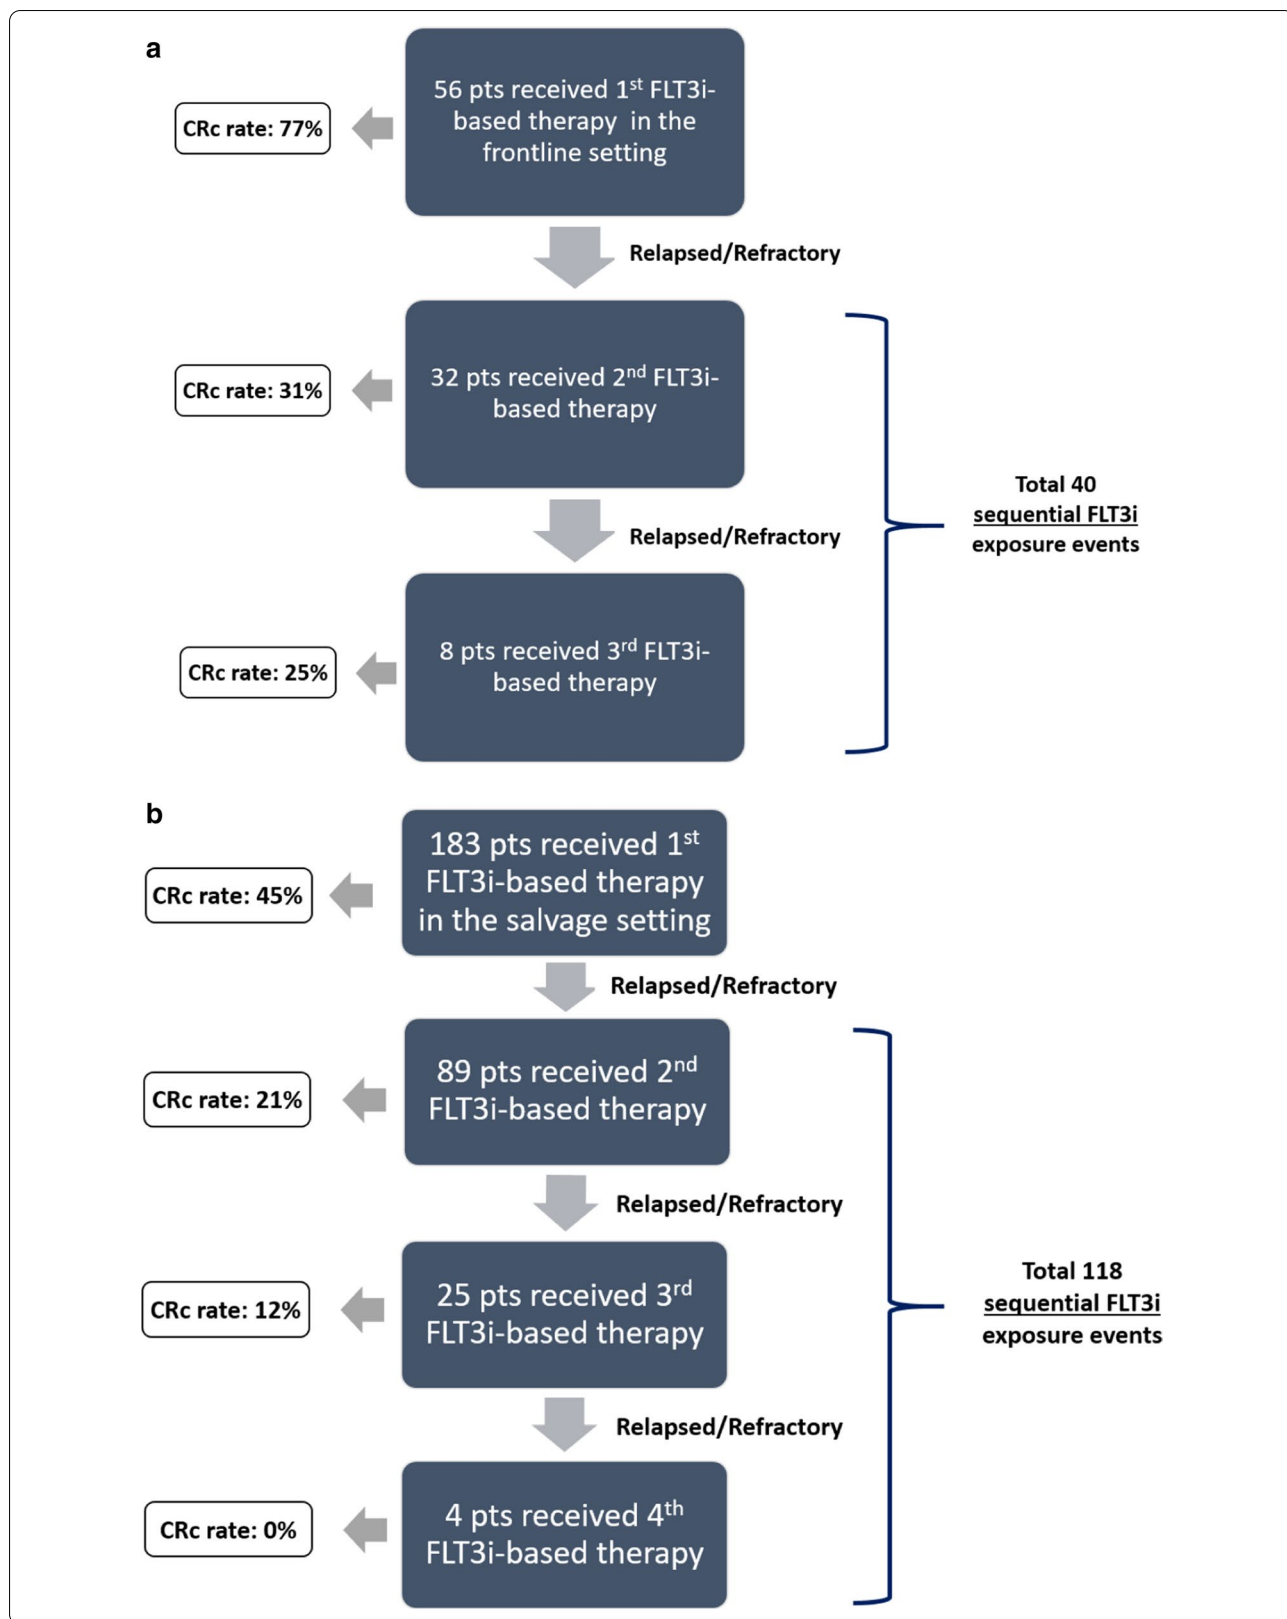 a
56 pts received 1st FLT3i-
based therapy in the
frontline setting
CRc rate: 77%
Relapsed/Refractory
32 pts received 2nd FLT3i-
based therapy
CRc rate: 31%
Relapsed/Refractory
Total 40
sequential FLT3i
exposure events
8 pts received 3rd FLT3i-
based therapy
CRc rate: 25%
b
183 pts received 1st
FLT3i-based therapy
in the salvage setting
CRc rate: 45%
Relapsed/Refractory
89 pts received 2nd
FLT3i-based therapy
CRc rate: 21%
Relapsed/Refractory
25 pts received 3rd
FLT3i-based therapy
CRc rate: 12%
Total 118
sequential FLT3i
exposure events
Relapsed/Refractory
4 pts received 4th
FLT3i-based therapy
CRc rate: 0%